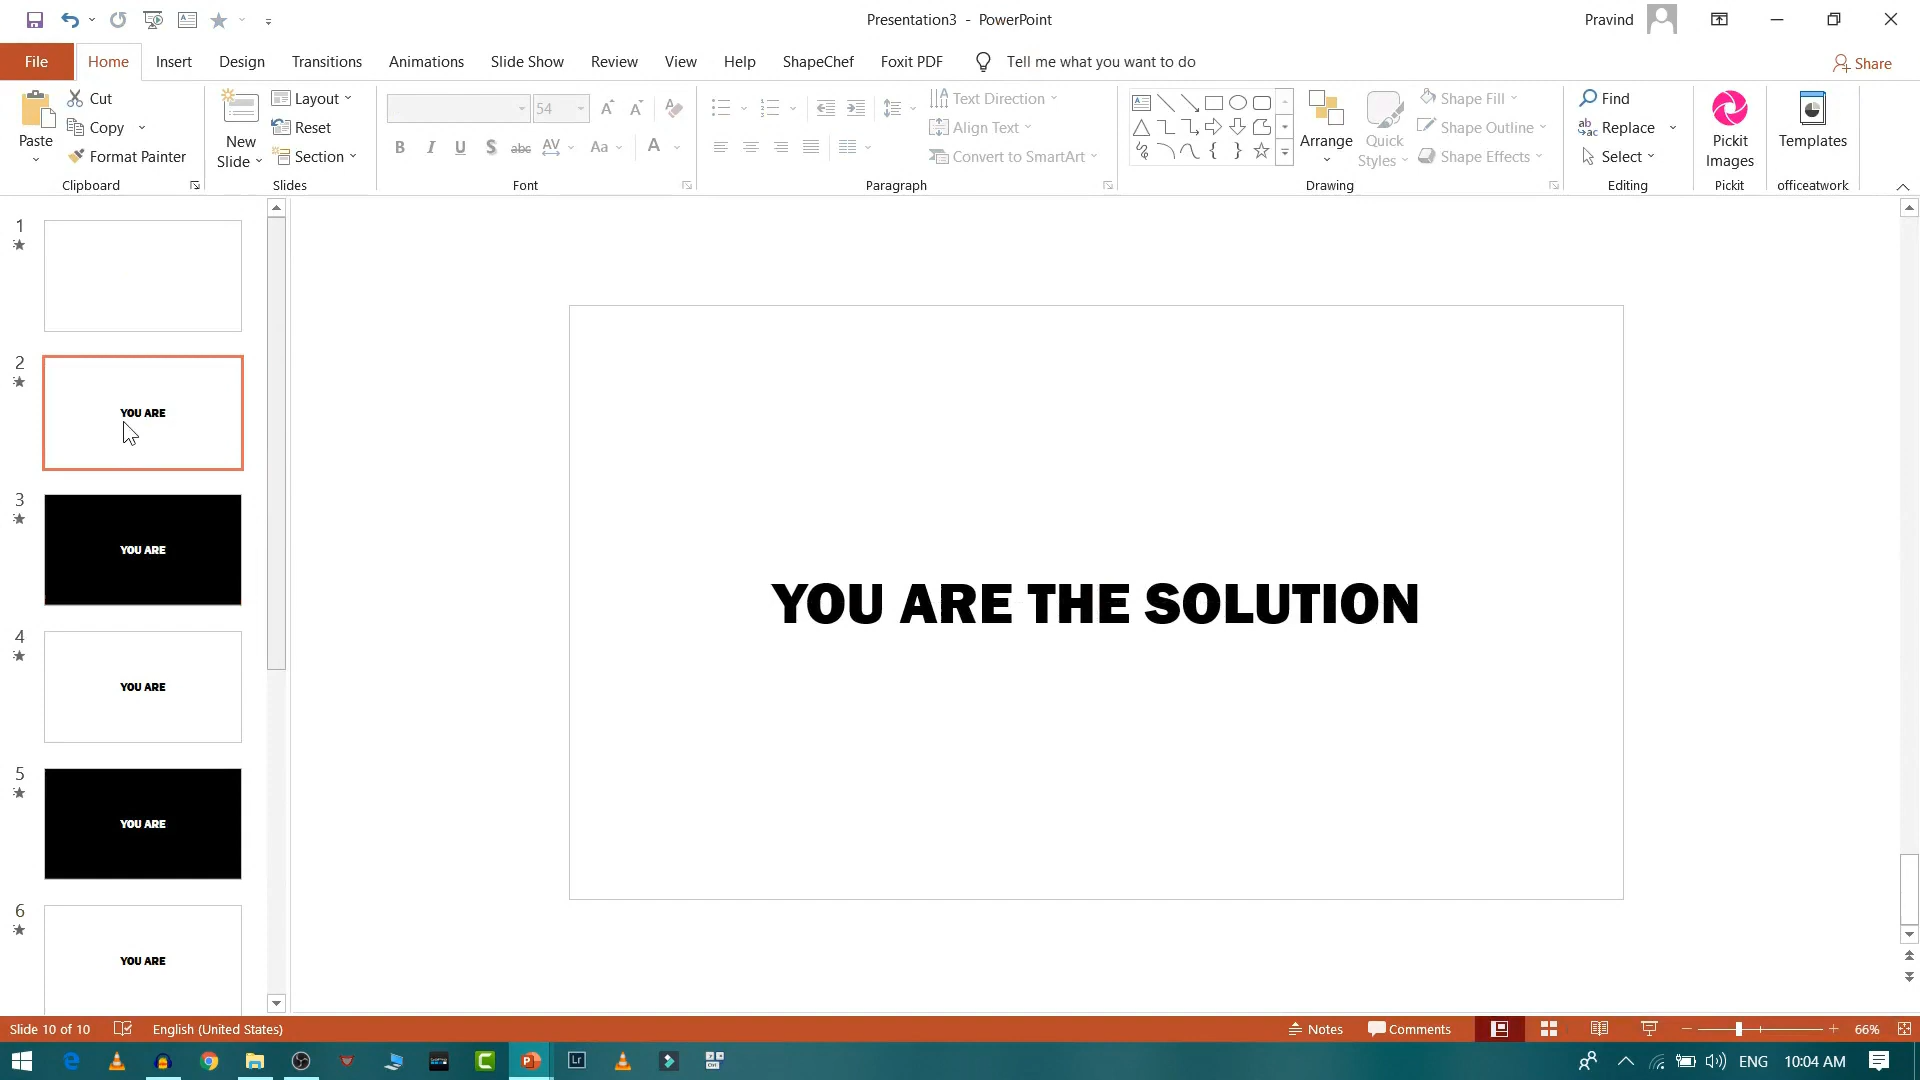 Presentation3 - PowerPoint
Pravind
File
Home
Insert
Design
Transitions
Animations
Slide Show
Review
View
Help
ShapeChef
Foxit PDF
Tell me what you want to do
Share
Paste
Cut
Copy
Format Painter
Clipboard
New
Slide
Layout
Reset
Section
Slides
54
B
I
U
S
abc
AV
Aa
A
Font
Text Direction
Align Text
Convert to SmartArt
Paragraph
Arrange
Quick
Styles
Shape Fill
Shape Outline
Shape Effects
Drawing
Find
Replace
Select
Editing
Pickit
Images
Pickit
Templates
officeatwork
1
2
YOU ARE
3
YOU ARE
4
YOU ARE
5
YOU ARE
6
YOU ARE
YOU ARE THE SOLUTION
Slide 10 of 10
English (United States)
Notes
Comments
66%
Lr
ENG
10:04 AM